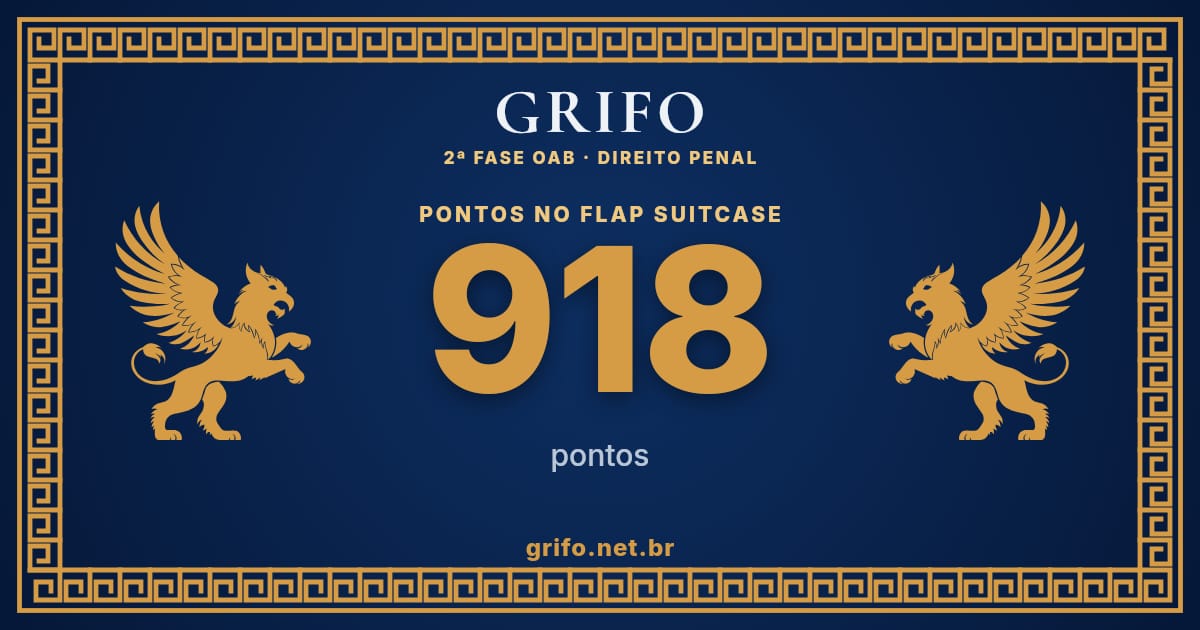 GRIFO
2ª FASE OAB · DIREITO PENAL
PONTOS NO FLAP SUITCASE
918
pontos
grifo.net.br